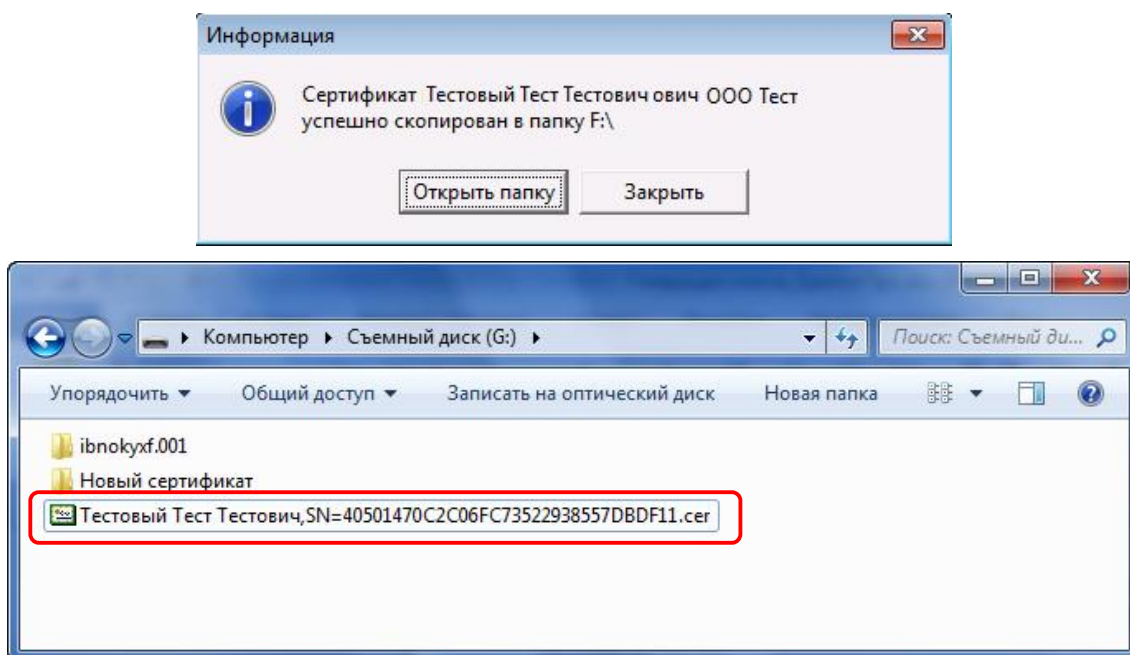 Информация
Сертификат Тестовый Тест Тестович ович ООО Тест
успешно скопирован в папку F:\
Открыть папку Закрыть
Компьютер Съемный диск (G:) Поиск: Съемный ди...
Упорядочить Общий доступ Записать на оптический диск Новая папка
ibnokyxf.001
Новый сертификат
Тестовый Тест Тестович,SN=40501470C2C06FC73522938557DBDF11.cer